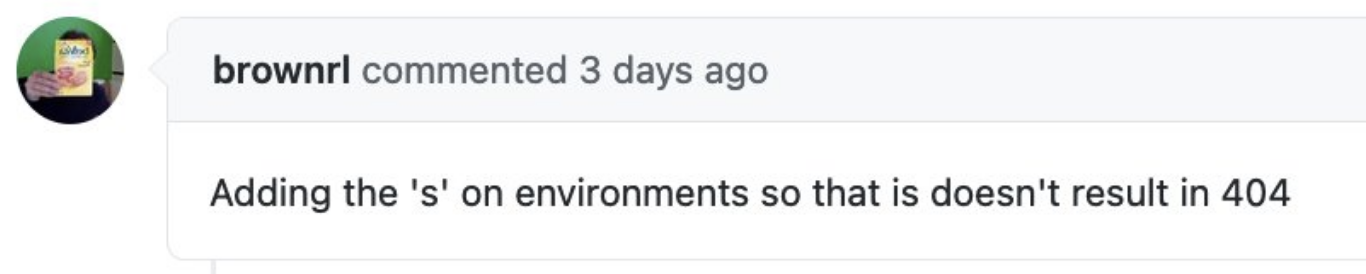 brownrl commented 3 days ago
Adding the 's' on environments so that is doesn't result in 404